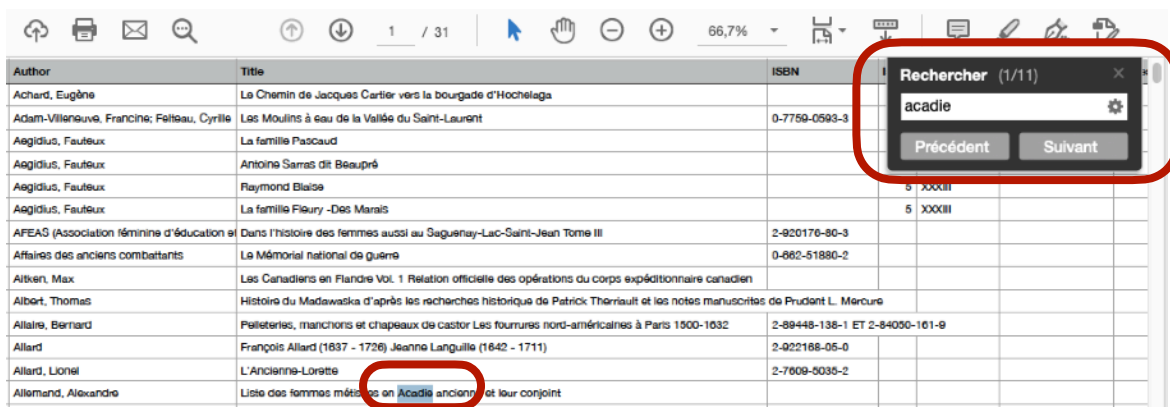 1 / 31 66,7%
Author Title ISBN
Rechercher (1/11)
acadie
Précédent Suivant
Achard, Eugène Le Chemin de Jacques Cartier vers la bourgade d'Hochelaga
Adam-Villeneuve, Francine; Felteau, Cyrille Les Moulins à eau de la Vallée du Saint-Laurent 0-7759-0593-3
Aegidius, Fauteux La famille Pascaud
Aegidius, Fauteux Antoine Sarras dit Beaupré
Aegidius, Fauteux Raymond Blaise 5 XXXIII
Aegidius, Fauteux La famille Fleury -Des Marais 5 XXXIII
AFEAS (Association féminine d'éducation et Dans l'histoire des femmes aussi au Saguenay-Lac-Saint-Jean Tome III 2-920176-80-3
Affaires des anciens combattants Le Mémorial national de guerre 0-662-51880-2
Aitken, Max Les Canadiens en Flandre Vol. 1 Relation officielle des opérations du corps expéditionnaire canadien
Albert, Thomas Histoire du Madawaska d'après les recherches historique de Patrick Therriault et les notes manuscrites de Prudent L. Mercure
Allaire, Bernard Pelleteries, manchons et chapeaux de castor Les fourrures nord-américaines à Paris 1500-1632 2-89448-138-1 ET 2-84050-161-9
Allard François Allard (1637 - 1726) Jeanne Languille (1642 - 1711) 2-922168-05-0
Allard, Lionel L'Ancienne-Lorette 2-7609-5035-2
Allemand, Alexandre Liste des femmes métisses en Acadie ancienne et leur conjoint